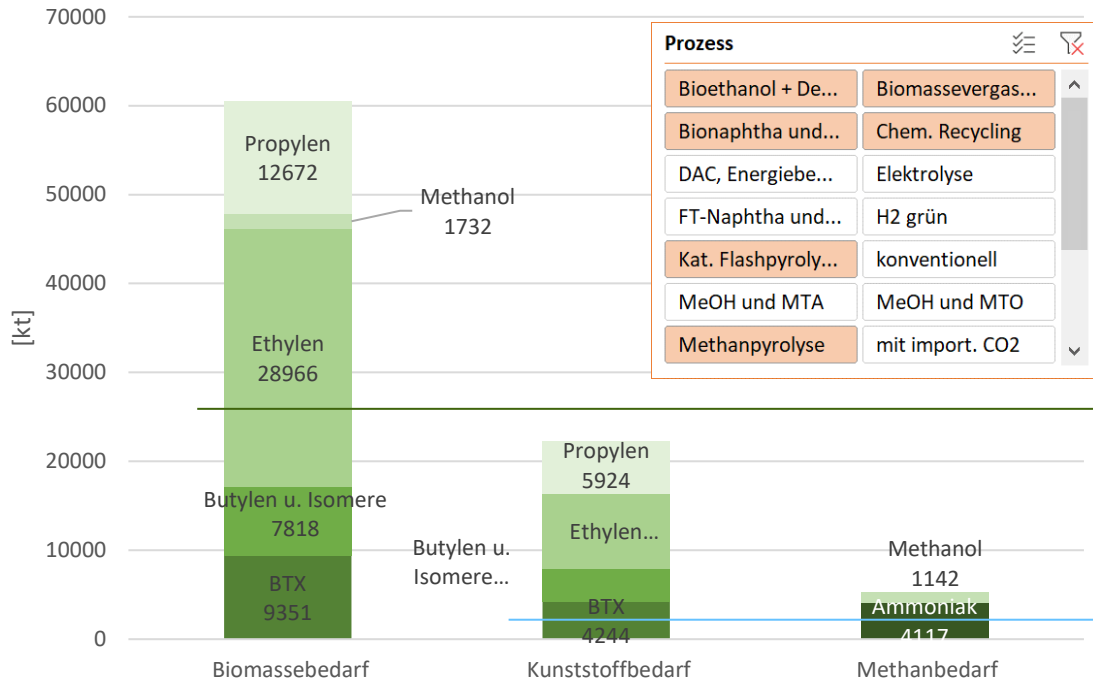 70000
60000
50000
40000
30000
20000
10000
0
[kt]
Propylen
12672
Methanol
1732
Ethylen
28966
Butylen u. Isomere
7818
BTX
9351
Propylen
5924
Ethylen...
Butylen u.
Isomere...
BTX
4244
Methanol
1142
Ammoniak
4117
Biomassebedarf
Kunststoffbedarf
Methanbedarf
Prozess
Bioethanol + De...
Biomassevergas...
Bionaphtha und...
Chem. Recycling
DAC, Energiebe...
Elektrolyse
FT-Naphtha und...
H2 grün
Kat. Flashpyroly...
konventionell
MeOH und MTA
MeOH und MTO
Methanpyrolyse
mit import. CO2